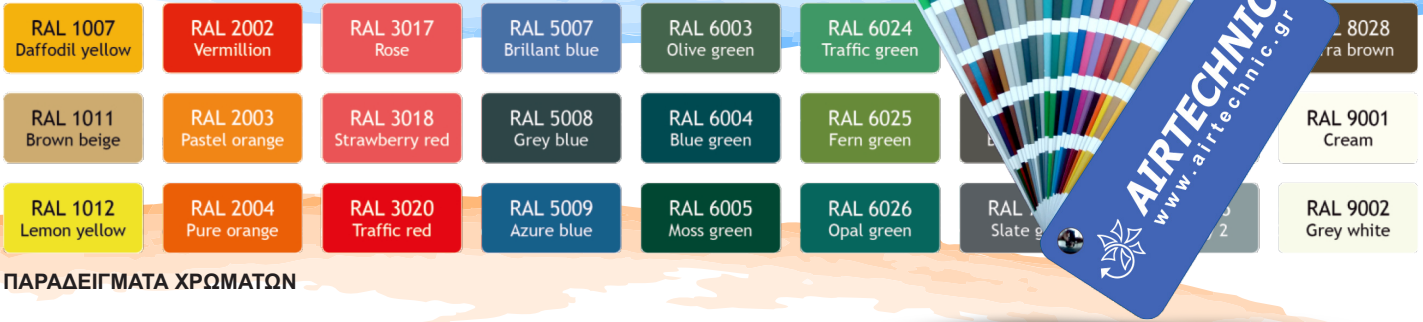 RAL 1007
Daffodil yellow
RAL 2002
Vermillion
RAL 3017
Rose
RAL 5007
Brillant blue
RAL 6003
Olive green
RAL 6024
Traffic green
8028
brown
RAL 1011
Brown beige
RAL 2003
Pastel orange
RAL 3018
Strawberry red
RAL 5008
Grey blue
RAL 6004
Blue green
RAL 6025
Fern green
RAL 9001
Cream
RAL 1012
Lemon yellow
RAL 2004
Pure orange
RAL 3020
Traffic red
RAL 5009
Azure blue
RAL 6005
Moss green
RAL 6026
Opal green
RAL
Slate
2
RAL 9002
Grey white
AIRTECHNIC
www.airtechnic.gr
ΠΑΡΑΔΕΙΓΜΑΤΑ ΧΡΩΜΑΤΩΝ